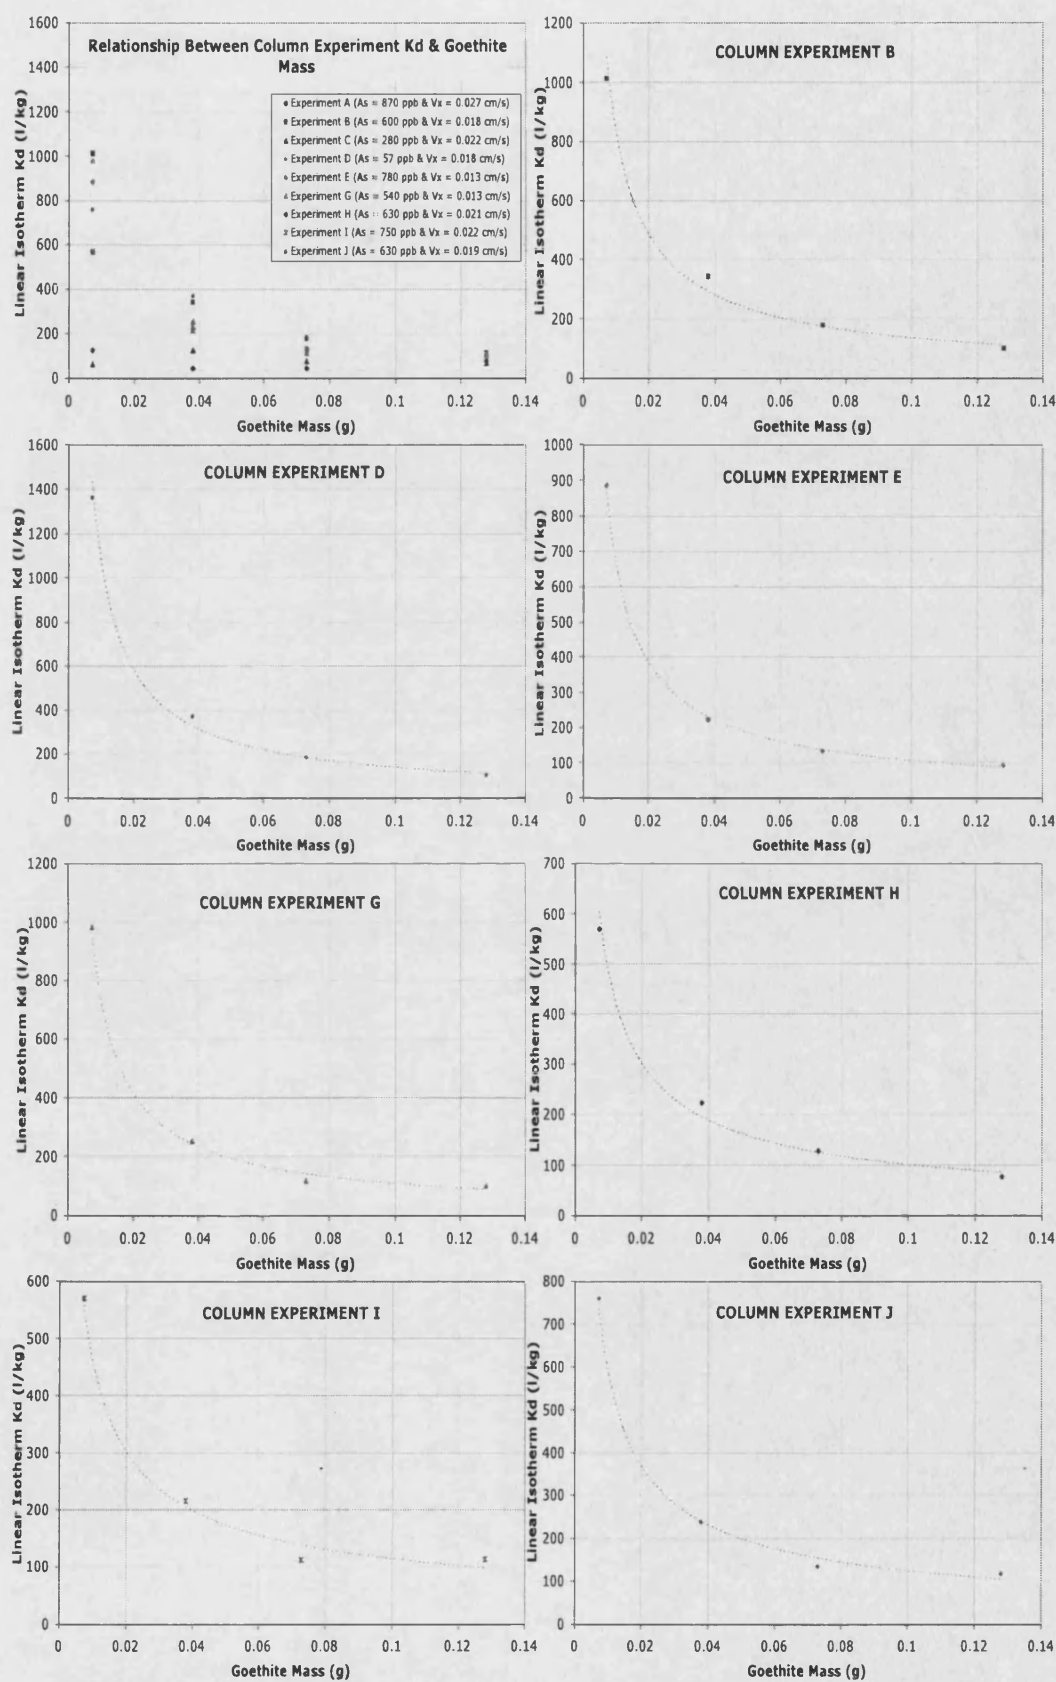 Relationship Between Column Experiment Kd & Goethite
Mass
Experiment A (As = 870 ppb & Vx = 0.027 cm/s)
Experiment B (As = 600 ppb & Vx = 0.018 cm/s)
Experiment C (As = 280 ppb & Vx = 0.022 cm/s)
Experiment D (As = 57 ppb & Vx = 0.018 cm/s)
Experiment E (As = 780 ppb & Vx = 0.013 cm/s)
Experiment G (As = 540 ppb & Vx = 0.013 cm/s)
Experiment H (As = 630 ppb & Vx = 0.021 cm/s)
Experiment I (As = 750 ppb & Vx = 0.022 cm/s)
Experiment J (As = 630 ppb & Vx = 0.019 cm/s)
Linear Isotherm Kd (l/kg)
1600
1400
1200
1000
800
600
400
200
0
0 0.02 0.04 0.06 0.08 0.1 0.12 0.14
Goethite Mass (g)
COLUMN EXPERIMENT B
Linear Isotherm Kd (l/kg)
1200
1000
800
600
400
200
0
0 0.02 0.04 0.06 0.08 0.1 0.12 0.14
Goethite Mass (g)
COLUMN EXPERIMENT D
Linear Isotherm Kd (l/kg)
1600
1400
1200
1000
800
600
400
200
0
0 0.02 0.04 0.06 0.08 0.1 0.12 0.14
Goethite Mass (g)
COLUMN EXPERIMENT E
Linear Isotherm Kd (l/kg)
1000
900
800
700
600
500
400
300
200
100
0
0 0.02 0.04 0.06 0.08 0.1 0.12 0.14
Goethite Mass (g)
COLUMN EXPERIMENT G
Linear Isotherm Kd (l/kg)
1200
1000
800
600
400
200
0
0 0.02 0.04 0.06 0.08 0.1 0.12 0.14
Goethite Mass (g)
COLUMN EXPERIMENT H
Linear Isotherm Kd (l/kg)
700
600
500
400
300
200
100
0
0 0.02 0.04 0.06 0.08 0.1 0.12 0.14
Goethite Mass (g)
COLUMN EXPERIMENT I
Linear Isotherm Kd (l/kg)
600
500
400
300
200
100
0
0 0.02 0.04 0.06 0.08 0.1 0.12 0.14
Goethite Mass (g)
COLUMN EXPERIMENT J
Linear Isotherm Kd (l/kg)
800
700
600
500
400
300
200
100
0
0 0.02 0.04 0.06 0.08 0.1 0.12 0.14
Goethite Mass (g)